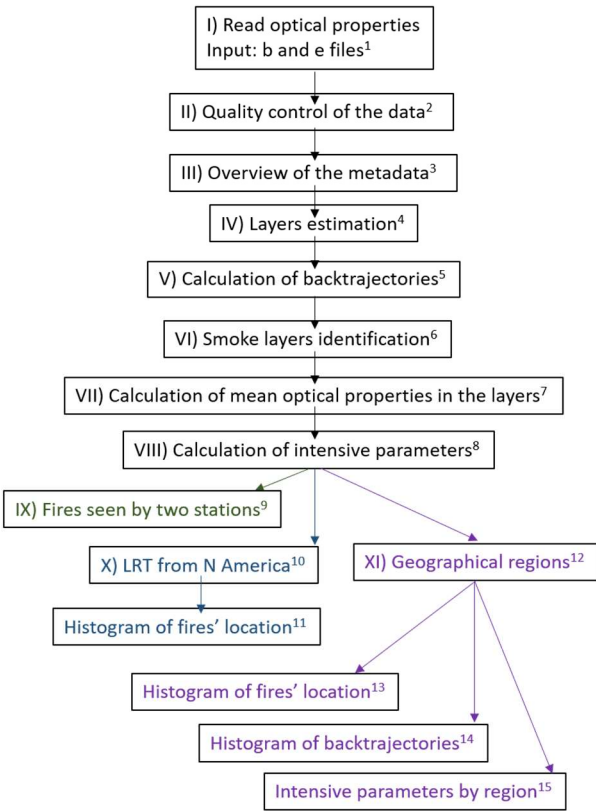 I) Read optical properties
Input: b and e files¹
II) Quality control of the data²
III) Overview of the metadata³
IV) Layers estimation⁴
V) Calculation of backtrajectories⁵
VI) Smoke layers identification⁶
VII) Calculation of mean optical properties in the layers⁷
VIII) Calculation of intensive parameters⁸
IX) Fires seen by two stations⁹
X) LRT from N America¹⁰
XI) Geographical regions¹²
Histogram of fires’ location¹¹
Histogram of fires’ location¹³
Histogram of backtrajectories¹⁴
Intensive parameters by region¹⁵